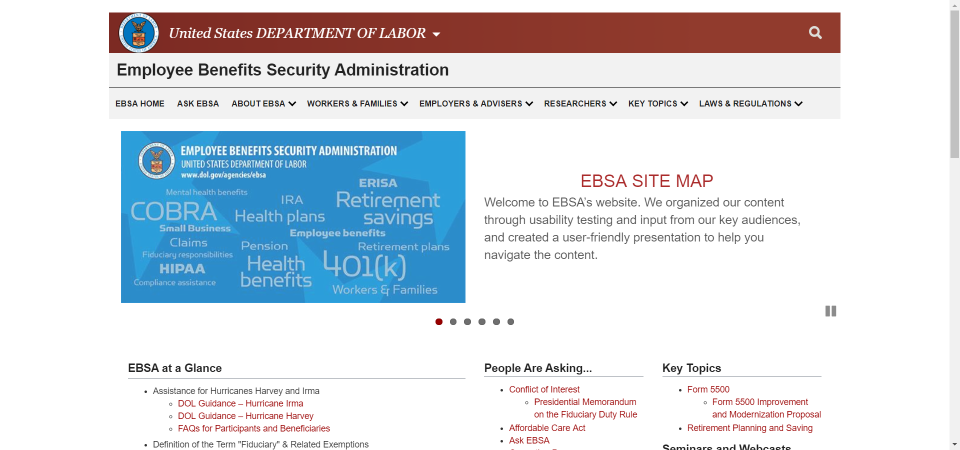 United States DEPARTMENT OF LABOR
Employee Benefits Security Administration
EBSA HOME ASK EBSA ABOUT EBSA WORKERS & FAMILIES EMPLOYERS & ADVISERS RESEARCHERS KEY TOPICS LAWS & REGULATIONS
EMPLOYEE BENEFITS SECURITY ADMINISTRATION
UNITED STATES DEPARTMENT OF LABOR
www.dol.gov/agencies/ebsa
Mental health benefits
ERISA
COBRA
IRA
Retirement savings
Health plans
Small Business
Employee benefits
Claims
Pension
Retirement plans
Fiduciary responsibilities
HIPAA
Health benefits
401(k)
Compliance assistance
Workers & Families
EBSA SITE MAP
Welcome to EBSA's website. We organized our content
through usability testing and input from our key audiences,
and created a user-friendly presentation to help you
navigate the content.
EBSA at a Glance
Assistance for Hurricanes Harvey and Irma
DOL Guidance – Hurricane Irma
DOL Guidance – Hurricane Harvey
FAQs for Participants and Beneficiaries
Definition of the Term "Fiduciary" & Related Exemptions
People Are Asking...
Conflict of Interest
Presidential Memorandum
on the Fiduciary Duty Rule
Affordable Care Act
Ask EBSA
Key Topics
Form 5500
Form 5500 Improvement
and Modernization Proposal
Retirement Planning and Saving
Seminars and Webcasts